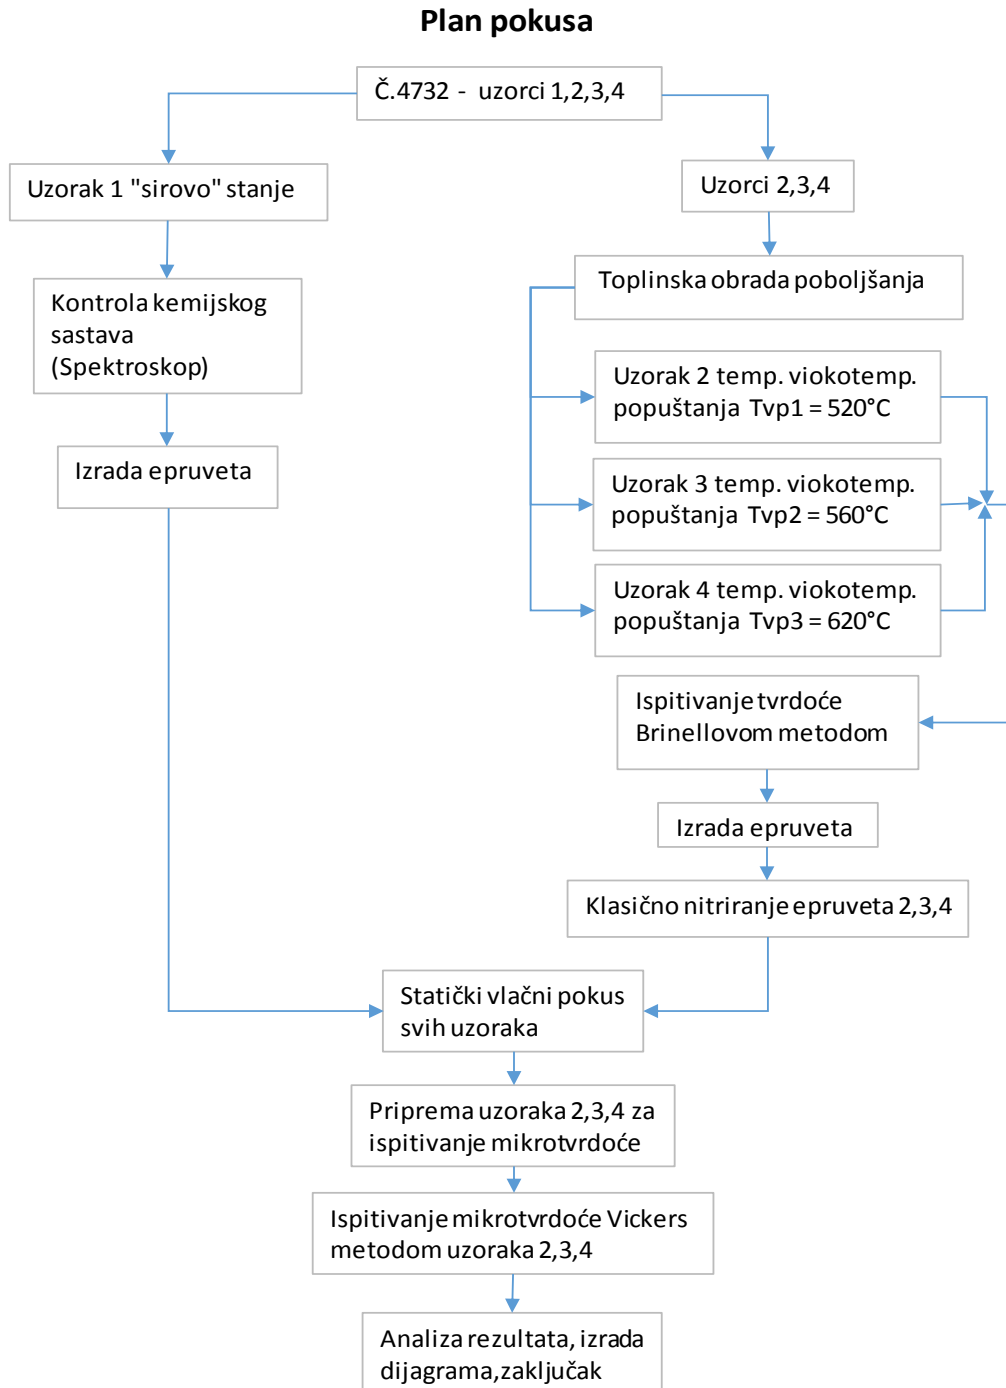 Plan pokusa
Č.4732 - uzorci 1,2,3,4
Uzorak 1 "sirovo" stanje
Kontrola kemijskog
sastava
(Spektroskop)
Izrada epruveta
Uzorci 2,3,4
Toplinska obrada poboljšanja
Uzorak 2 temp. viokotemp.
popuštanja Tvp1 = 520°C
Uzorak 3 temp. viokotemp.
popuštanja Tvp2 = 560°C
Uzorak 4 temp. viokotemp.
popuštanja Tvp3 = 620°C
Ispitivanje tvrdoće
Brinellovom metodom
Izrada epruveta
Klasično nitriranje epruveta 2,3,4
Statički vlačni pokus
svih uzoraka
Priprema uzoraka 2,3,4 za
ispitivanje mikrotvrdoće
Ispitivanje mikrotvrdoće Vickers
metodom uzoraka 2,3,4
Analiza rezultata, izrada
dijagrama,zaključak